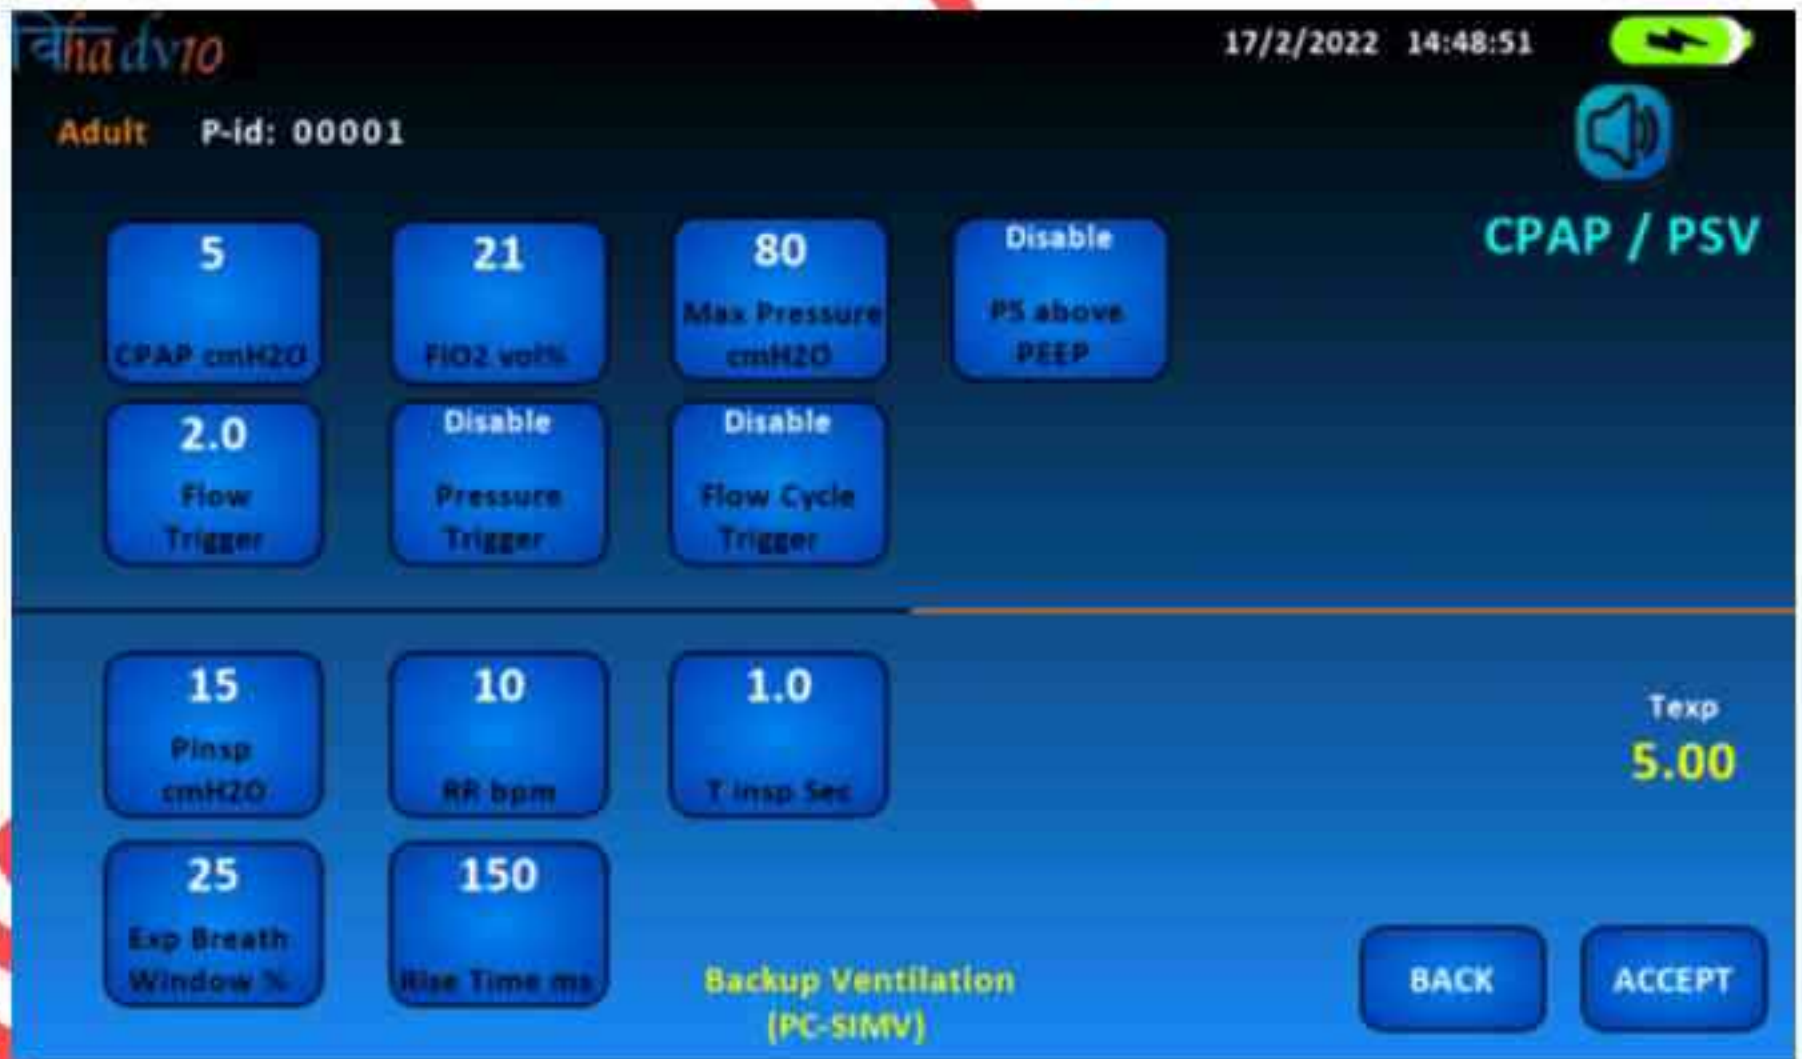 विha dv10
17/2/2022 14:48:51
Adult P-id: 00001
CPAP / PSV
5
CPAP cmH2O
21
FiO2 vol%
80
Max Pressure
cmH2O
Disable
PS above
PEEP
2.0
Flow
Trigger
Disable
Pressure
Trigger
Disable
Flow Cycle
Trigger
15
Pinsp
cmH2O
10
RR bpm
1.0
T insp Sec
Texp
5.00
25
Exp Breath
Window %
150
Rise Time ms
Backup Ventilation
(PC-SIMV)
BACK
ACCEPT